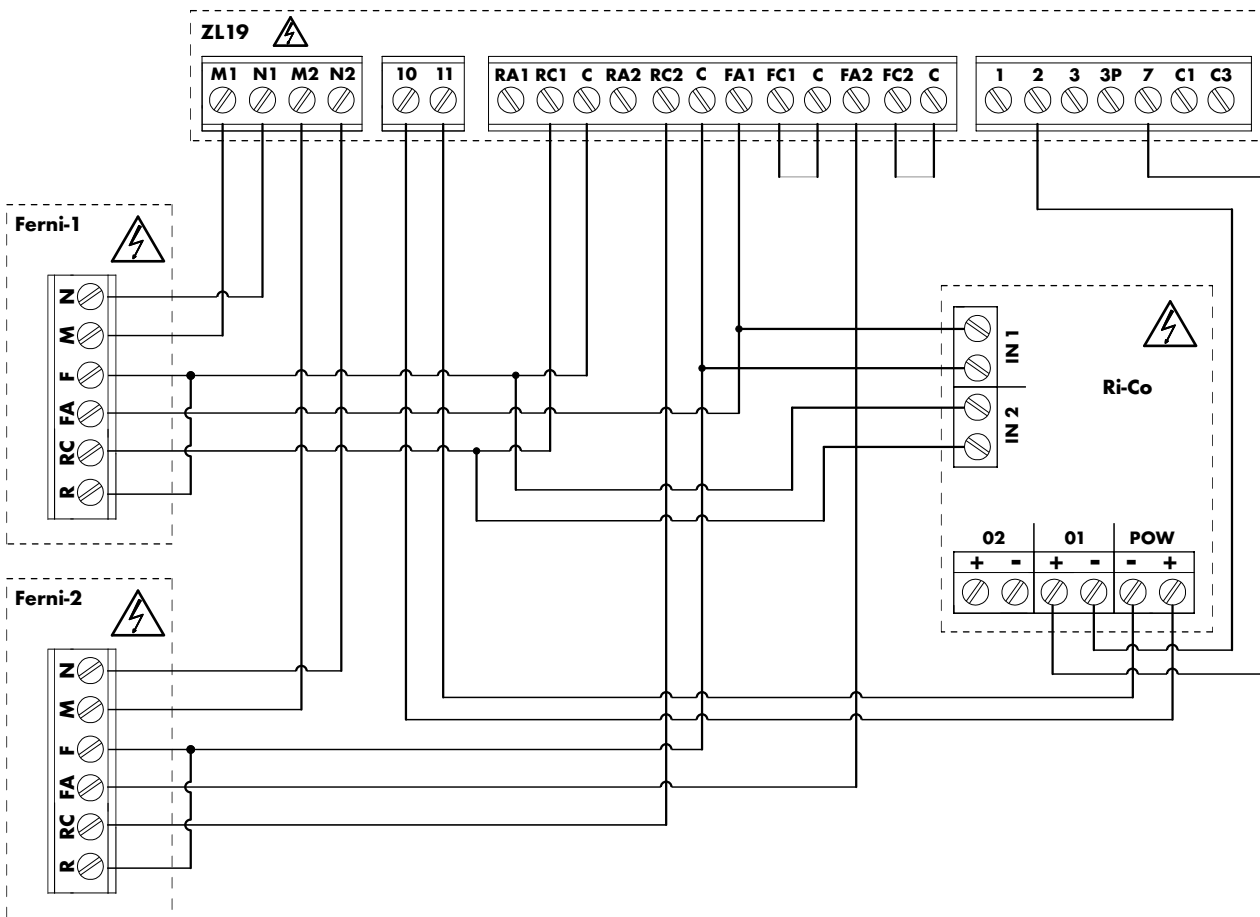 ZL19
M1 N1 M2 N2
10 11
RA1 RC1 C RA2 RC2 C FA1 FC1 C FA2 FC2 C
1 2 3 3P 7 C1 C3
Ferni-1
N
M
F
FA
RC
R
IN 1
IN 2
Ri-Co
02 01 POW
+ - + - - +
Ferni-2
N
M
F
FA
RC
R